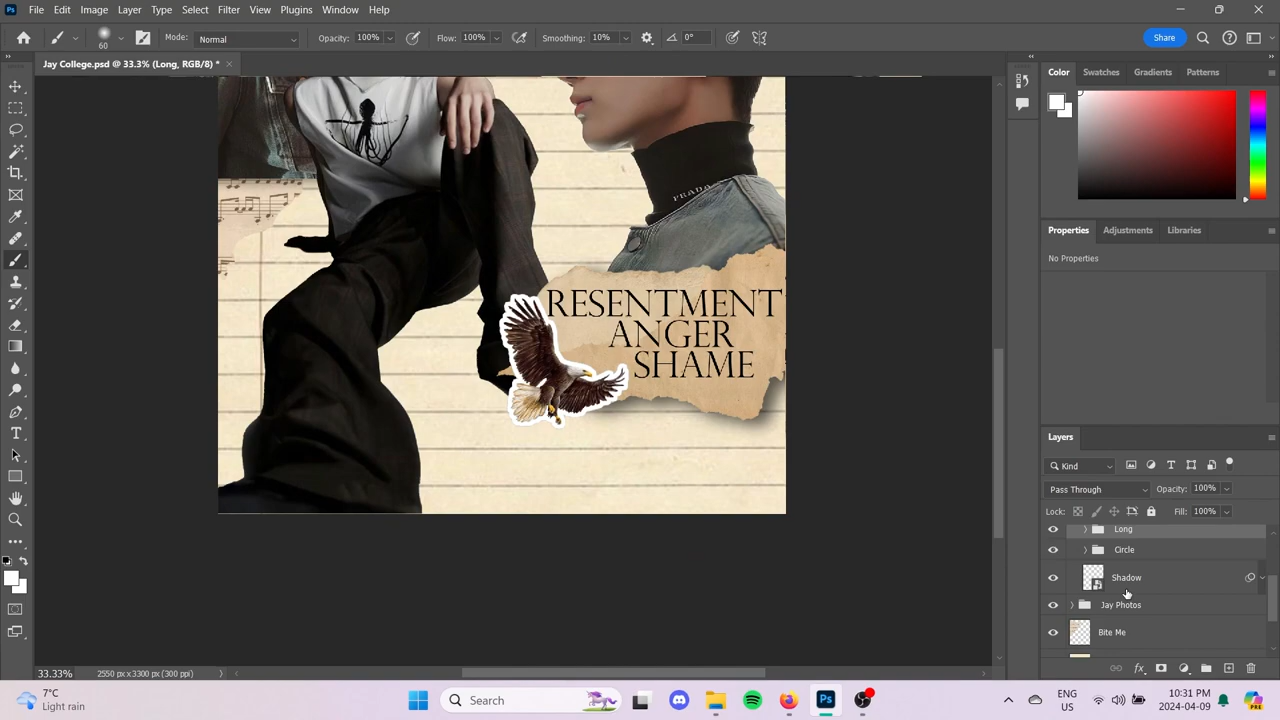 File Edit Image Layer Type Select Filter View Plugins Window Help
60 Mode: Normal Opacity: 100% Flow: 100% Smoothing: 10% 0° Share
Jay College.psd @ 33.3% (Long, RGB/8) *
Color Swatches Gradients Patterns
PRADA
Properties Adjustments Libraries
No Properties
RESENTMENT
ANGER
SHAME
Layers
Kind
Pass Through Opacity: 100%
Lock: Fill: 100%
Long
Circle
Shadow
Jay Photos
Bite Me
33.33% 2550 px x 3300 px (300 ppi)
7°C
Light rain
Search
ENG
US
10:31 PM
2024-04-09